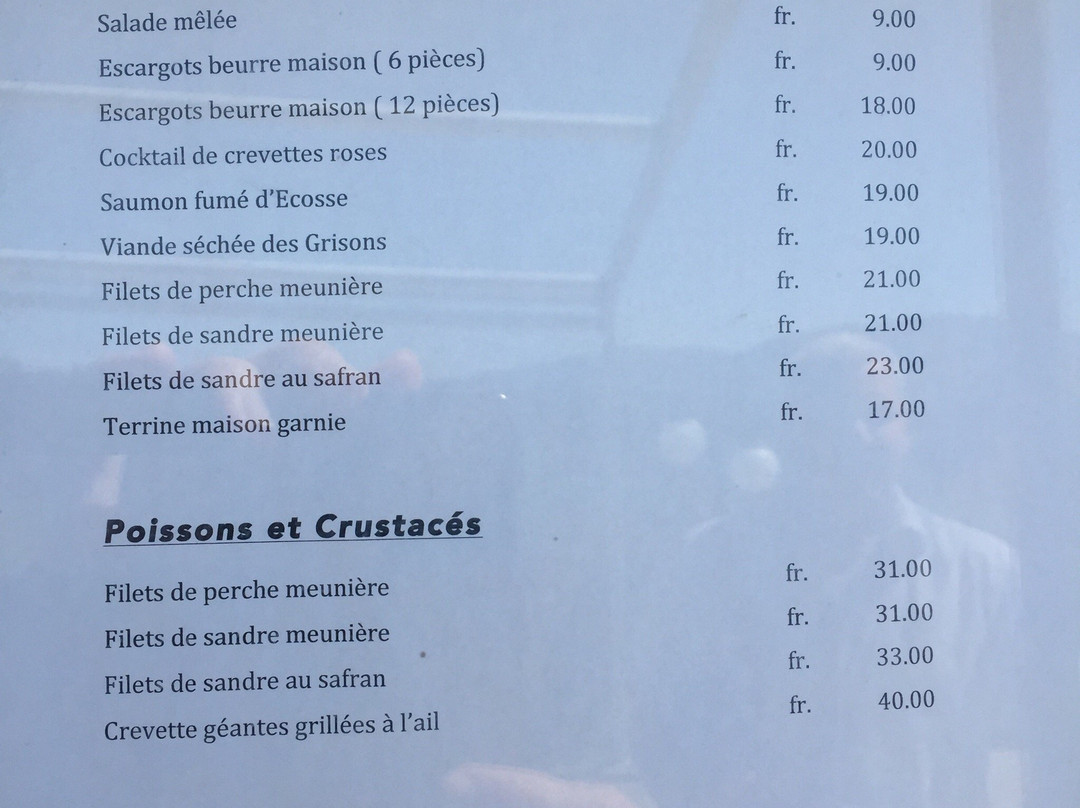 Salade mêlée fr. 9.00
Escargots beurre maison ( 6 pièces) fr. 9.00
Escargots beurre maison ( 12 pièces) fr. 18.00
Cocktail de crevettes roses fr. 20.00
Saumon fumé d’Ecosse fr. 19.00
Viande séchée des Grisons fr. 19.00
Filets de perche meunière fr. 21.00
Filets de sandre meunière fr. 21.00
Filets de sandre au safran fr. 23.00
Terrine maison garnie fr. 17.00
Poissons et Crustacés
Filets de perche meunière fr. 31.00
Filets de sandre meunière fr. 31.00
Filets de sandre au safran fr. 33.00
Crevette géantes grillées à l’ail fr. 40.00